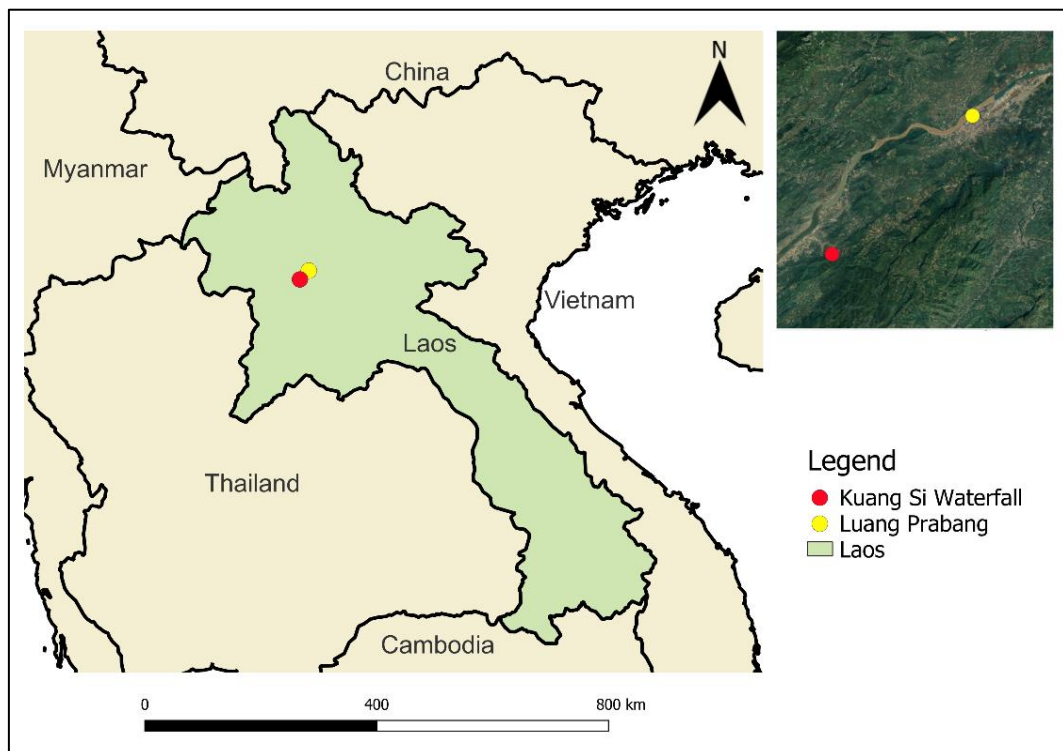 N
China
Myanmar
Vietnam
Laos
Thailand
Cambodia
0 400 800 km
Legend
Kuang Si Waterfall
Luang Prabang
Laos